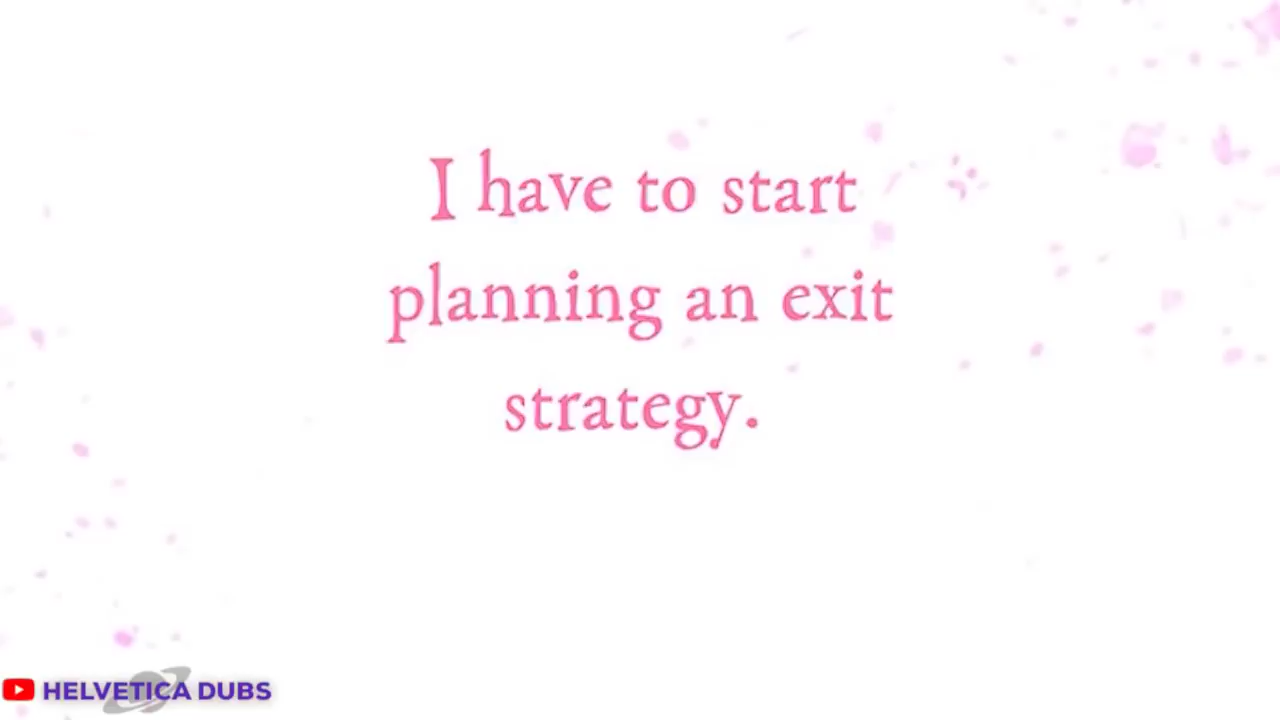 I have to start
planning an exit
strategy.
HELVETICA DUBS